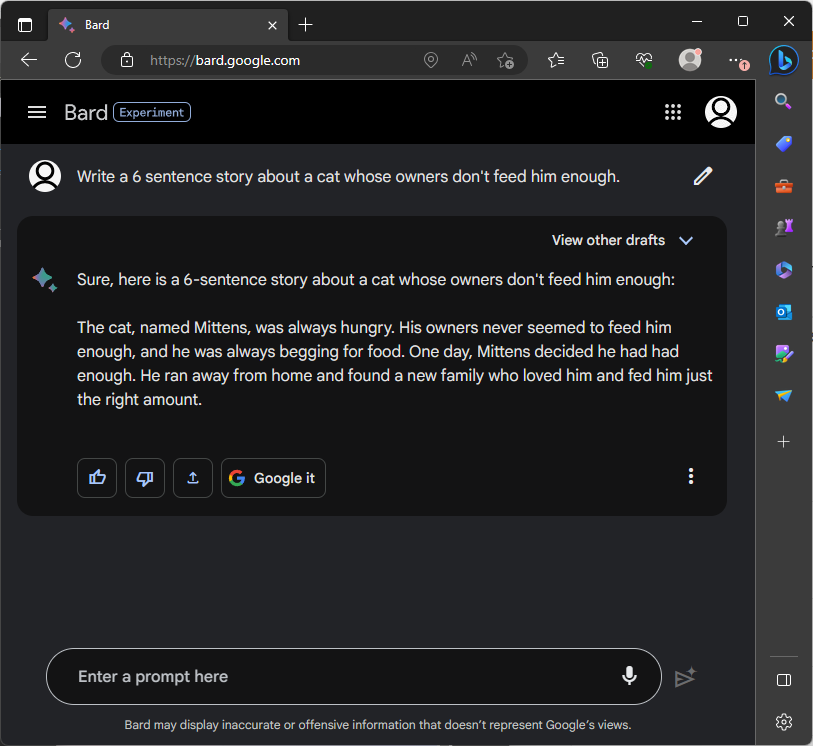 Bard
https://bard.google.com
Bard Experiment
Write a 6 sentence story about a cat whose owners don't feed him enough.
View other drafts
Sure, here is a 6-sentence story about a cat whose owners don't feed him enough:
The cat, named Mittens, was always hungry. His owners never seemed to feed him
enough, and he was always begging for food. One day, Mittens decided he had had
enough. He ran away from home and found a new family who loved him and fed him just
the right amount.
Google it
Enter a prompt here
Bard may display inaccurate or offensive information that doesn't represent Google's views.